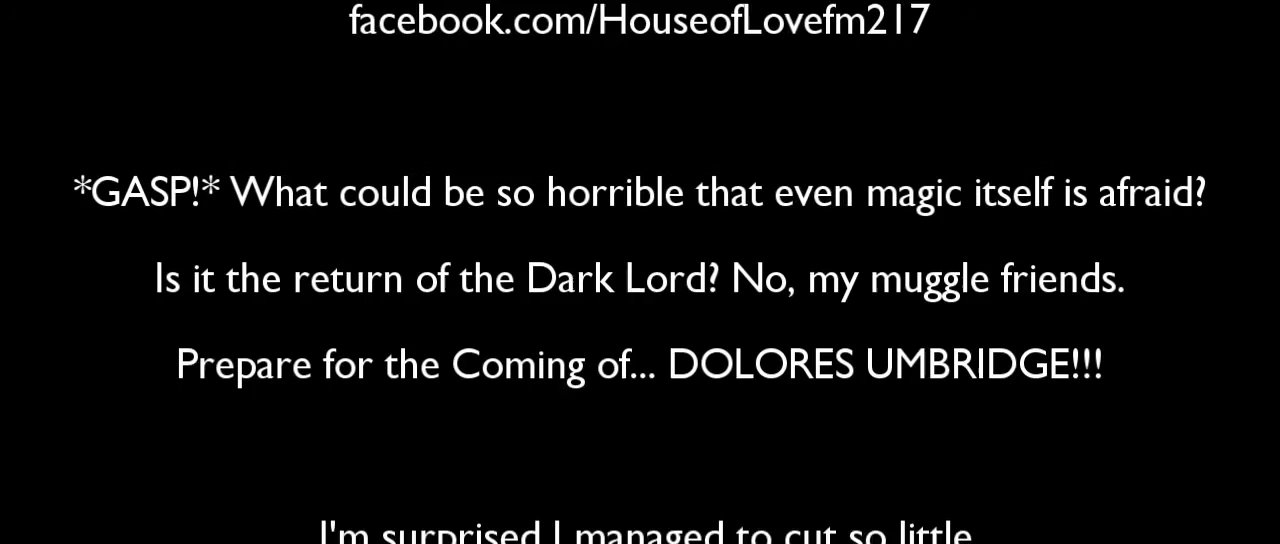 facebook.com/HouseofLovefm217
*GASP!* What could be so horrible that even magic itself is afraid?
Is it the return of the Dark Lord? No, my muggle friends.
Prepare for the Coming of... DOLORES UMBRIDGE!!!
I'm surprised I managed to cut so little